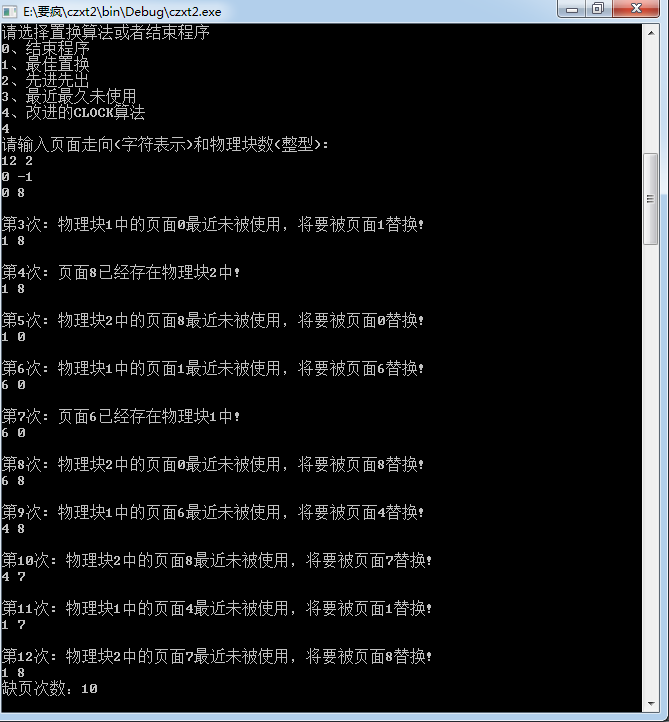 E:\要疯\czxt2\bin\Debug\czxt2.exe
请选择置换算法或者结束程序
0、结束程序
1、最佳置换
2、先进先出
3、最近最久未使用
4、改进的CLOCK算法
4
请输入页面走向(字符表示)和物理块数(整型):
12 2
0 -1
0 8
第3次: 物理块1中的页面0最近未被使用，将要被页面1替换!
1 8
第4次: 页面8已经存在物理块2中!
1 8
第5次: 物理块2中的页面8最近未被使用，将要被页面0替换!
1 0
第6次: 物理块1中的页面1最近未被使用，将要被页面6替换!
6 0
第7次: 页面6已经存在物理块1中!
6 0
第8次: 物理块2中的页面0最近未被使用，将要被页面8替换!
6 8
第9次: 物理块1中的页面6最近未被使用，将要被页面4替换!
4 8
第10次: 物理块2中的页面8最近未被使用，将要被页面7替换!
4 7
第11次: 物理块1中的页面4最近未被使用，将要被页面1替换!
1 7
第12次: 物理块2中的页面7最近未被使用，将要被页面8替换!
1 8
缺页次数: 10